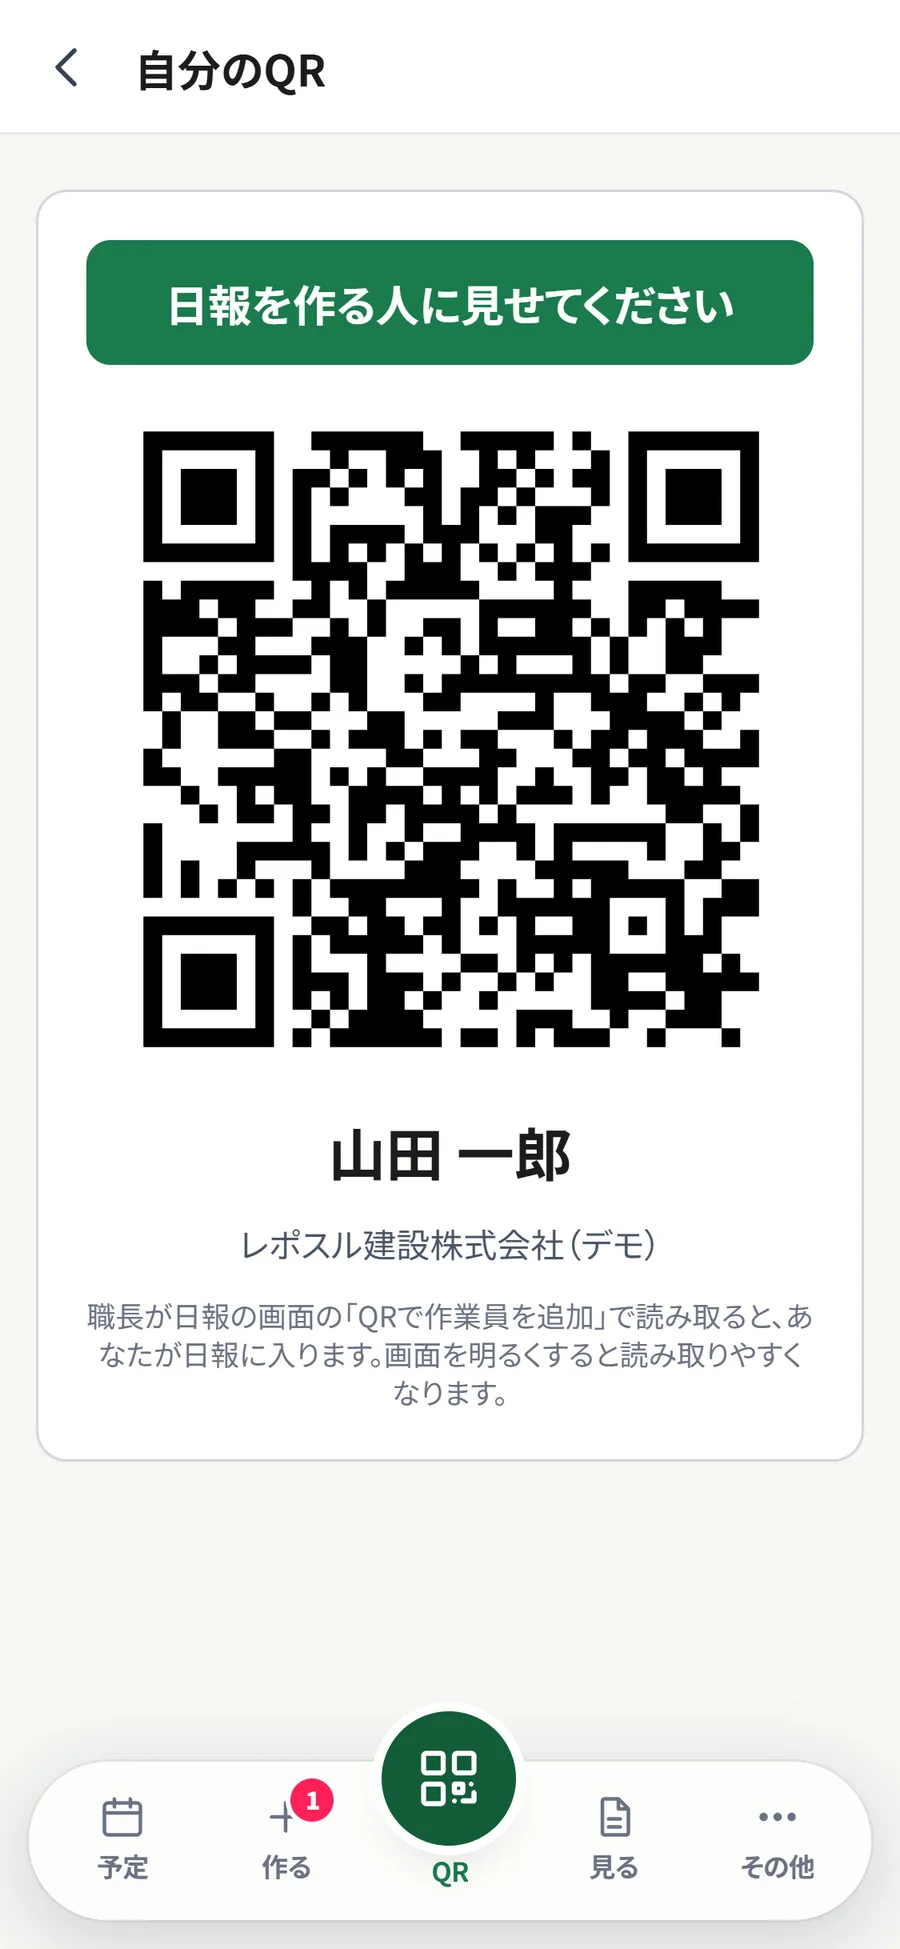 自分のQR
日報を作る人に見せてください
山田 一郎
レポスル建設株式会社(デモ)
職長が日報の画面の「QRで作業員を追加」で読み取ると、あ
なたが日報に入ります。画面を明るくすると読み取りやすく
なります。
1
予定
作る
QR
見る
その他